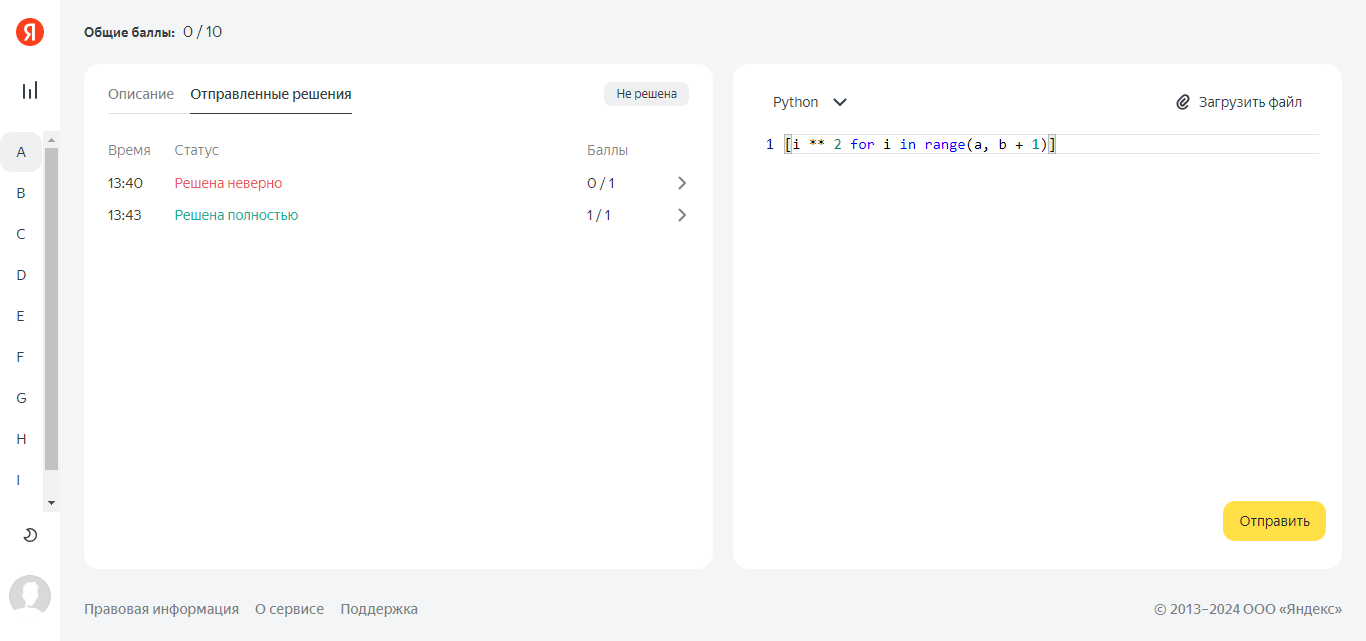 Я
Общие баллы: 0 / 10
A
B
C
D
E
F
G
H
I
Описание Отправленные решения Не решена
Время Статус Баллы
13:40 Решена неверно 0 / 1
13:43 Решена полностью 1 / 1
Python Загрузить файл
1 [i ** 2 for i in range(a, b + 1)]
Отправить
Правовая информация О сервисе Поддержка © 2013–2024 ООО «Яндекс»